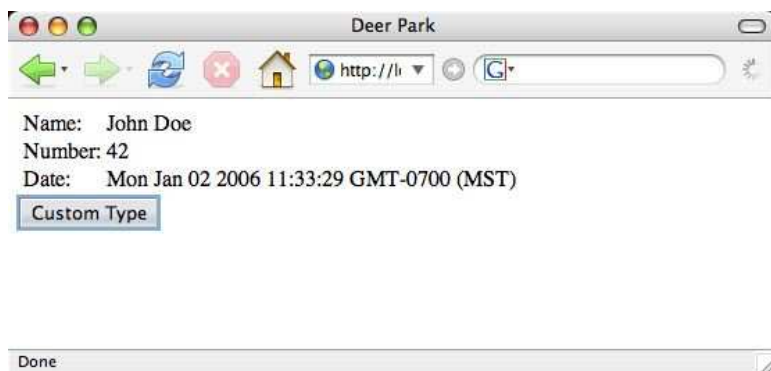 Deer Park
http://l
G
Name: John Doe
Number: 42
Date: Mon Jan 02 2006 11:33:29 GMT-0700 (MST)
Custom Type
Done